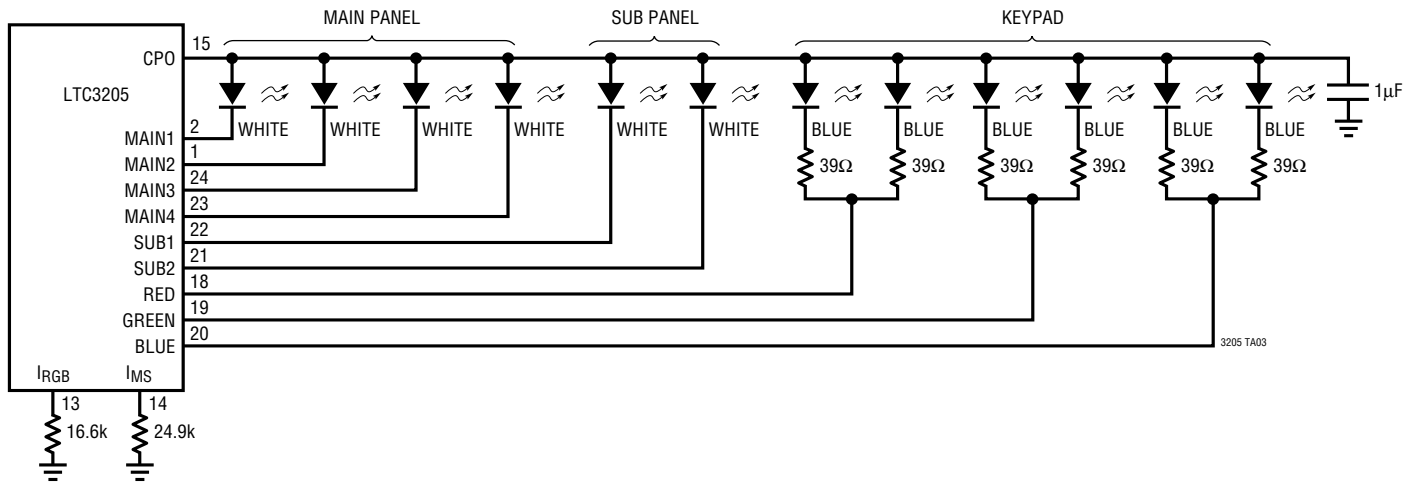 MAIN PANEL SUB PANEL KEYPAD
LTC3205
CPO 15
MAIN1 2
MAIN2 1
MAIN3 24
MAIN4 23
SUB1 22
SUB2 21
RED 18
GREEN 19
BLUE 20
WHITE WHITE WHITE WHITE WHITE WHITE BLUE BLUE BLUE BLUE BLUE BLUE
39Ω 39Ω 39Ω 39Ω 39Ω 39Ω
1µF
3205 TA03
IRGB IMS
13 14
16.6k 24.9k